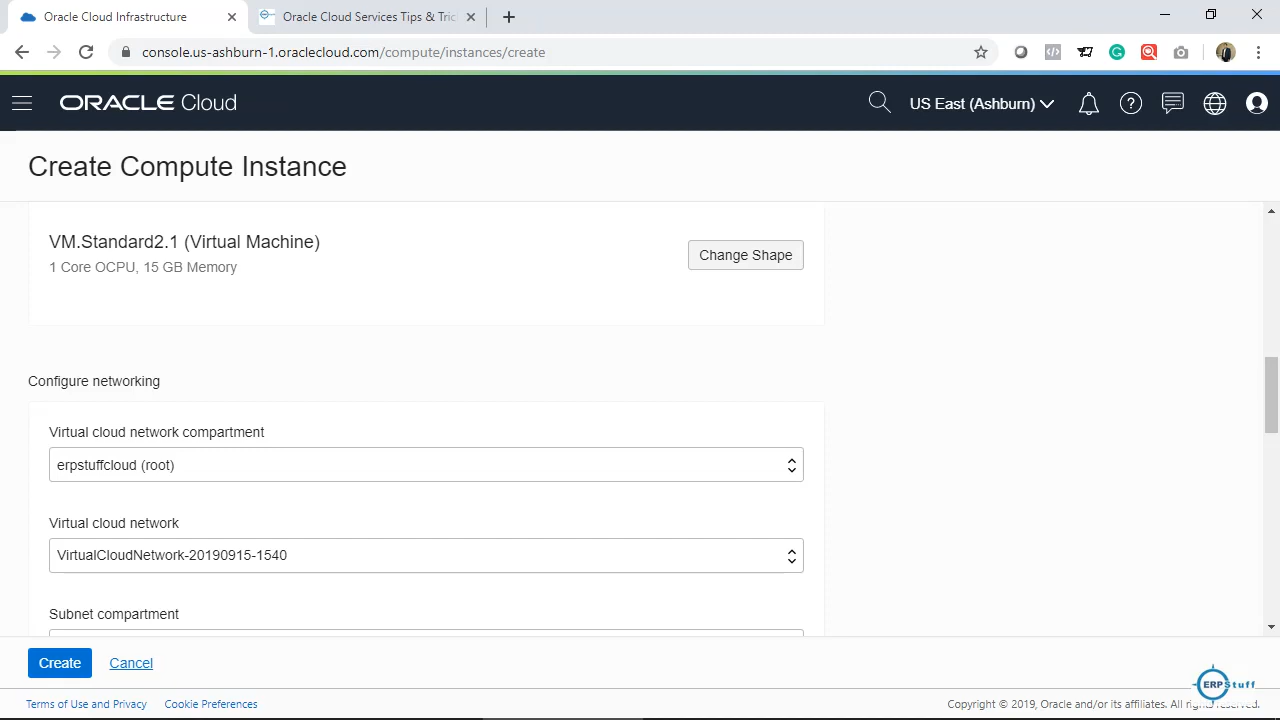 Oracle Cloud Infrastructure
Oracle Cloud Services Tips & Tric
console.us-ashburn-1.oraclecloud.com/compute/instances/create
ORACLE Cloud
US East (Ashburn)
Create Compute Instance
VM.Standard2.1 (Virtual Machine)
1 Core OCPU, 15 GB Memory
Change Shape
Configure networking
Virtual cloud network compartment
erpstuffcloud (root)
Virtual cloud network
VirtualCloudNetwork-20190915-1540
Subnet compartment
Create
Cancel
ERPStuff
Terms of Use and Privacy
Cookie Preferences
Copyright © 2019, Oracle and/or its affiliates. All rights reserved.